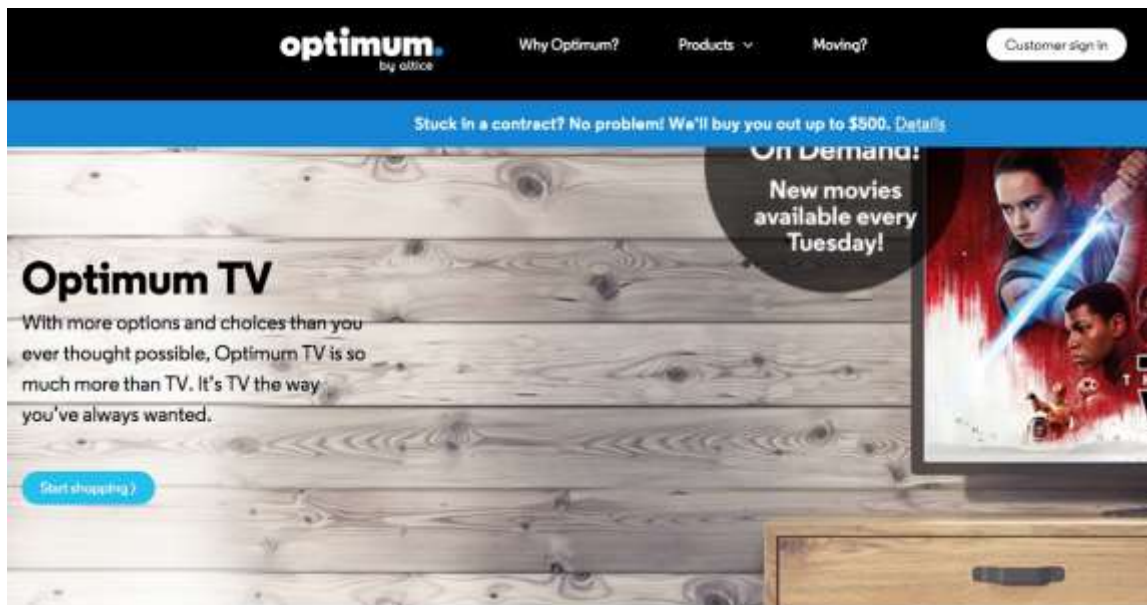 optimum.
by altice
Why Optimum?
Products
Moving?
Customer sign in
Stuck in a contract? No problem! We'll buy you out up to $500. Details
On Demand!
New movies
available every
Tuesday!
Optimum TV
With more options and choices than you
ever thought possible, Optimum TV is so
much more than TV. It's TV the way
you've always wanted.
Start shopping